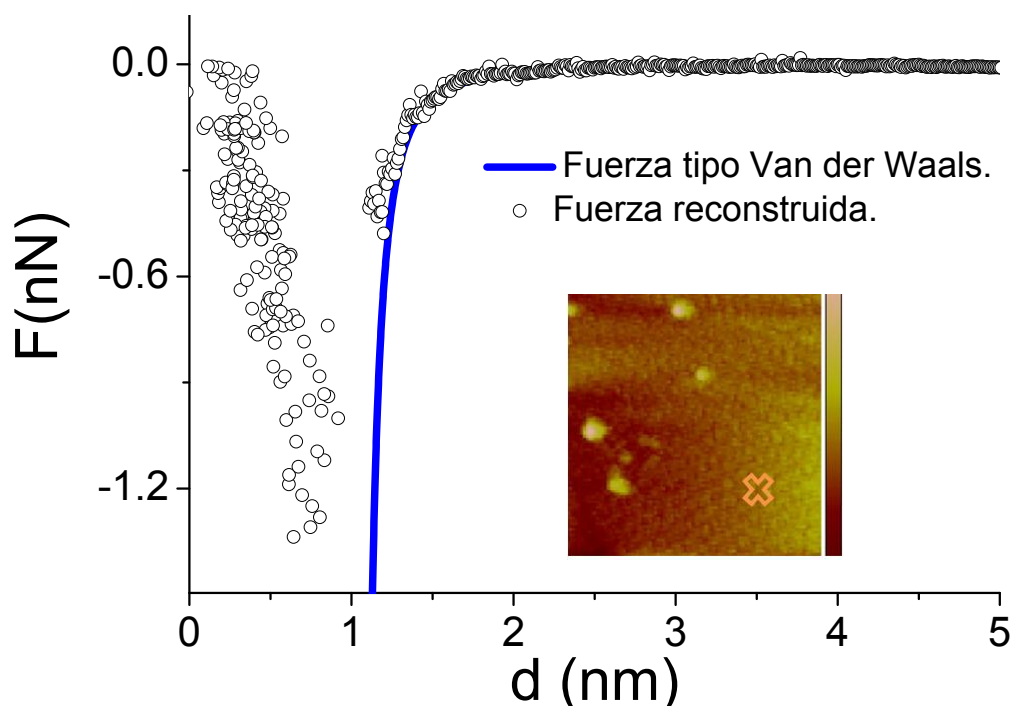 0.0
Fuerza tipo Van der Waals.
Fuerza reconstruida.
F(nN)
-0.6
-1.2
0 1 2 3 4 5
d (nm)